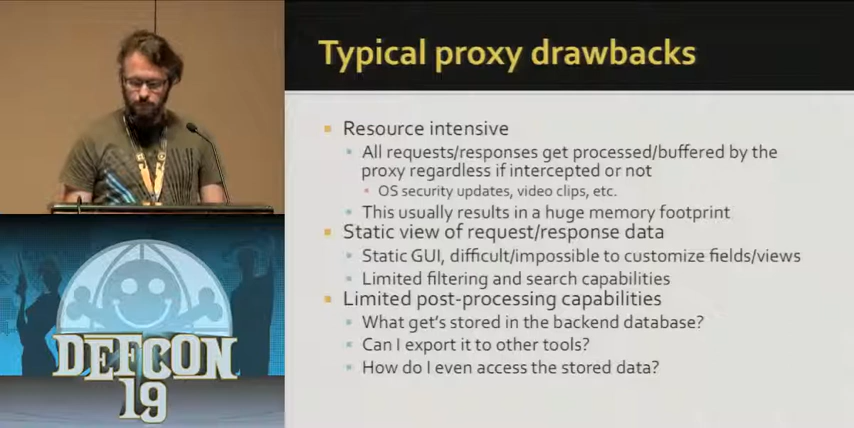 Typical proxy drawbacks
Resource intensive
All requests/responses get processed/buffered by the
proxy regardless if intercepted or not
OS security updates, video clips, etc.
This usually results in a huge memory footprint
Static view of request/response data
Static GUI, difficult/impossible to customize fields/views
Limited filtering and search capabilities
Limited post-processing capabilities
What get's stored in the backend database?
Can I export it to other tools?
How do I even access the stored data?
DEFCON
19